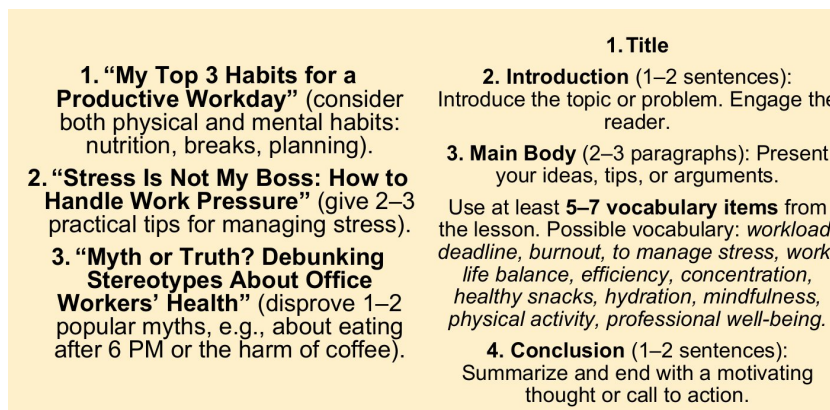 1. “My Top 3 Habits for a
Productive Workday” (consider
both physical and mental habits:
nutrition, breaks, planning).
2. “Stress Is Not My Boss: How to
Handle Work Pressure” (give 2–3
practical tips for managing stress).
3. “Myth or Truth? Debunking
Stereotypes About Office
Workers’ Health” (disprove 1–2
popular myths, e.g., about eating
after 6 PM or the harm of coffee).
1. Title
2. Introduction (1–2 sentences):
Introduce the topic or problem. Engage the
reader.
3. Main Body (2–3 paragraphs): Present
your ideas, tips, or arguments.
Use at least 5–7 vocabulary items from
the lesson. Possible vocabulary: workload
deadline, burnout, to manage stress, work
life balance, efficiency, concentration,
healthy snacks, hydration, mindfulness,
physical activity, professional well-being.
4. Conclusion (1–2 sentences):
Summarize and end with a motivating
thought or call to action.